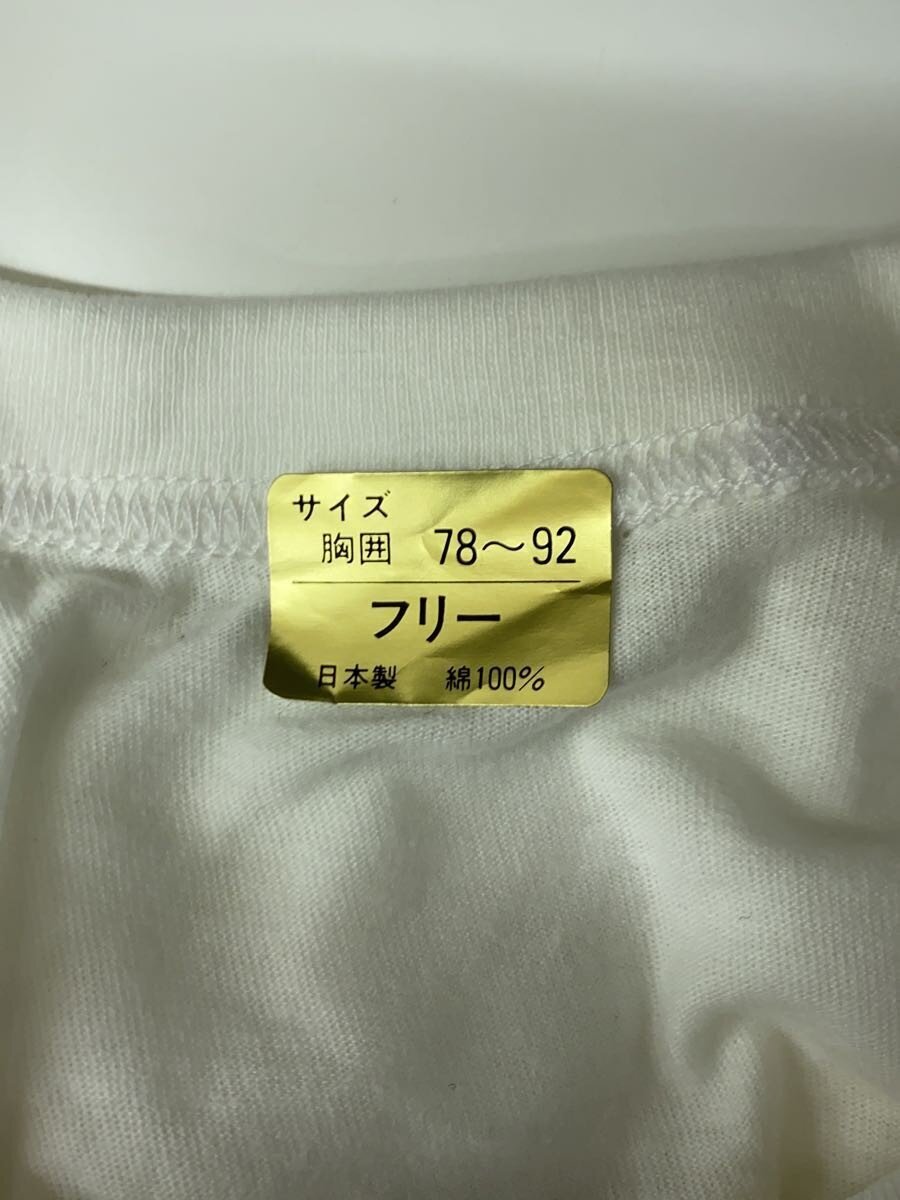 サイズ
胸囲 78〜92
フリー
日本製 綿100%